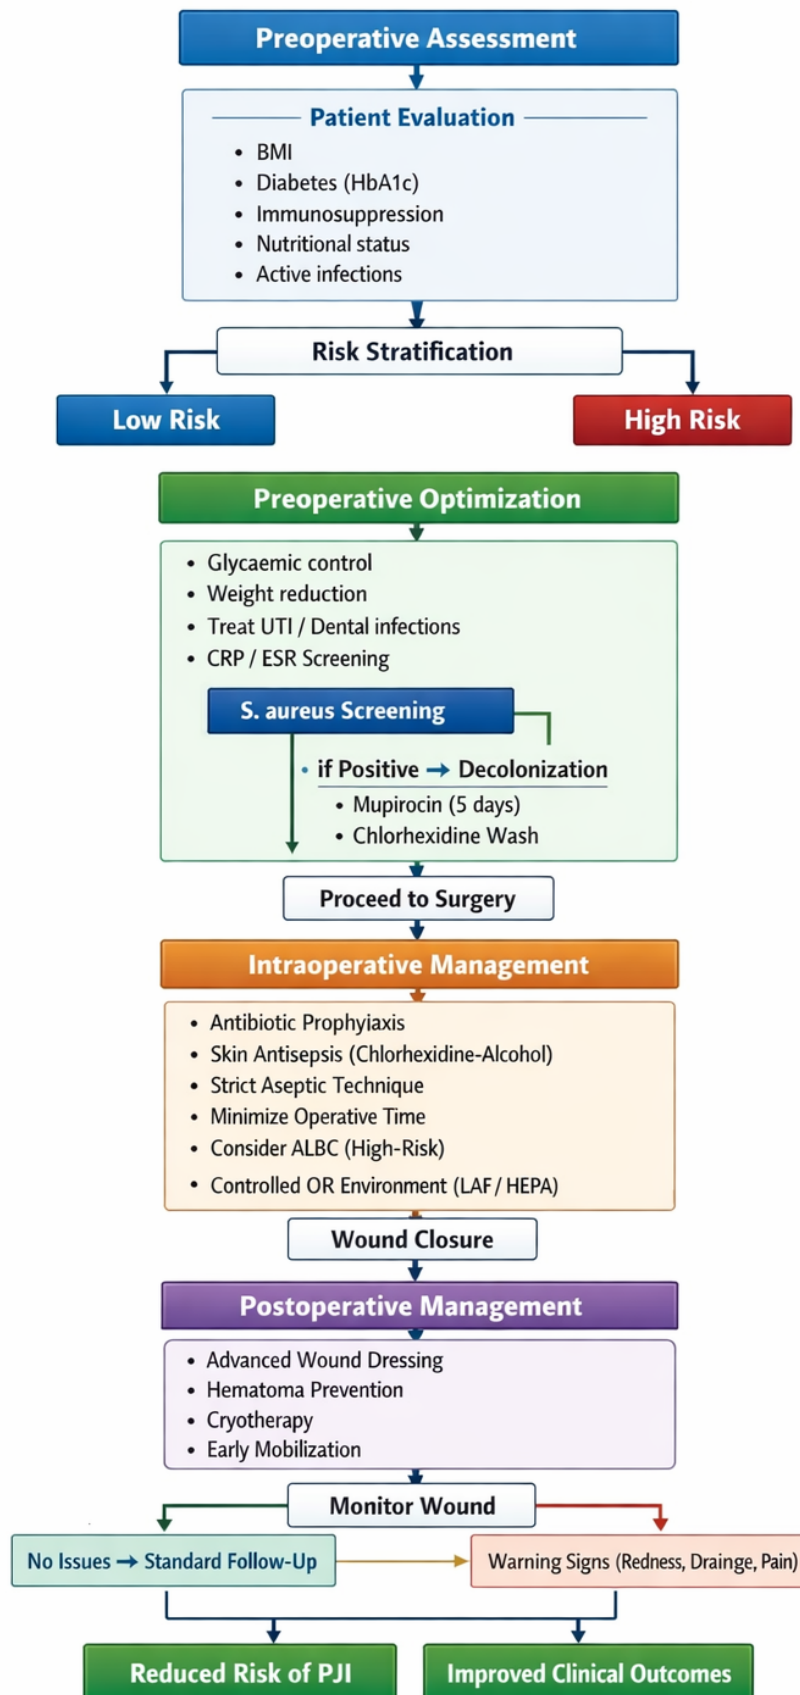 Preoperative Assessment
Patient Evaluation
• BMI
• Diabetes (HbA1c)
• Immunosuppression
• Nutritional status
• Active infections
Risk Stratification
Low Risk
High Risk
Preoperative Optimization
• Glycaemic control
• Weight reduction
• Treat UTI / Dental infections
• CRP / ESR Screening
S. aureus Screening
• if Positive → Decolonization
• Mupirocin (5 days)
• Chlorhexidine Wash
Proceed to Surgery
Intraoperative Management
• Antibiotic Prophyiaxis
• Skin Antisepsis (Chlorhexidine-Alcohol)
• Strict Aseptic Technique
• Minimize Operative Time
• Consider ALBC (High-Risk)
• Controlled OR Environment (LAF / HEPA)
Wound Closure
Postoperative Management
• Advanced Wound Dressing
• Hematoma Prevention
• Cryotherapy
• Early Mobilization
Monitor Wound
No Issues → Standard Follow-Up
Warning Signs (Redness, Drainge, Pain)
Reduced Risk of PJI
Improved Clinical Outcomes